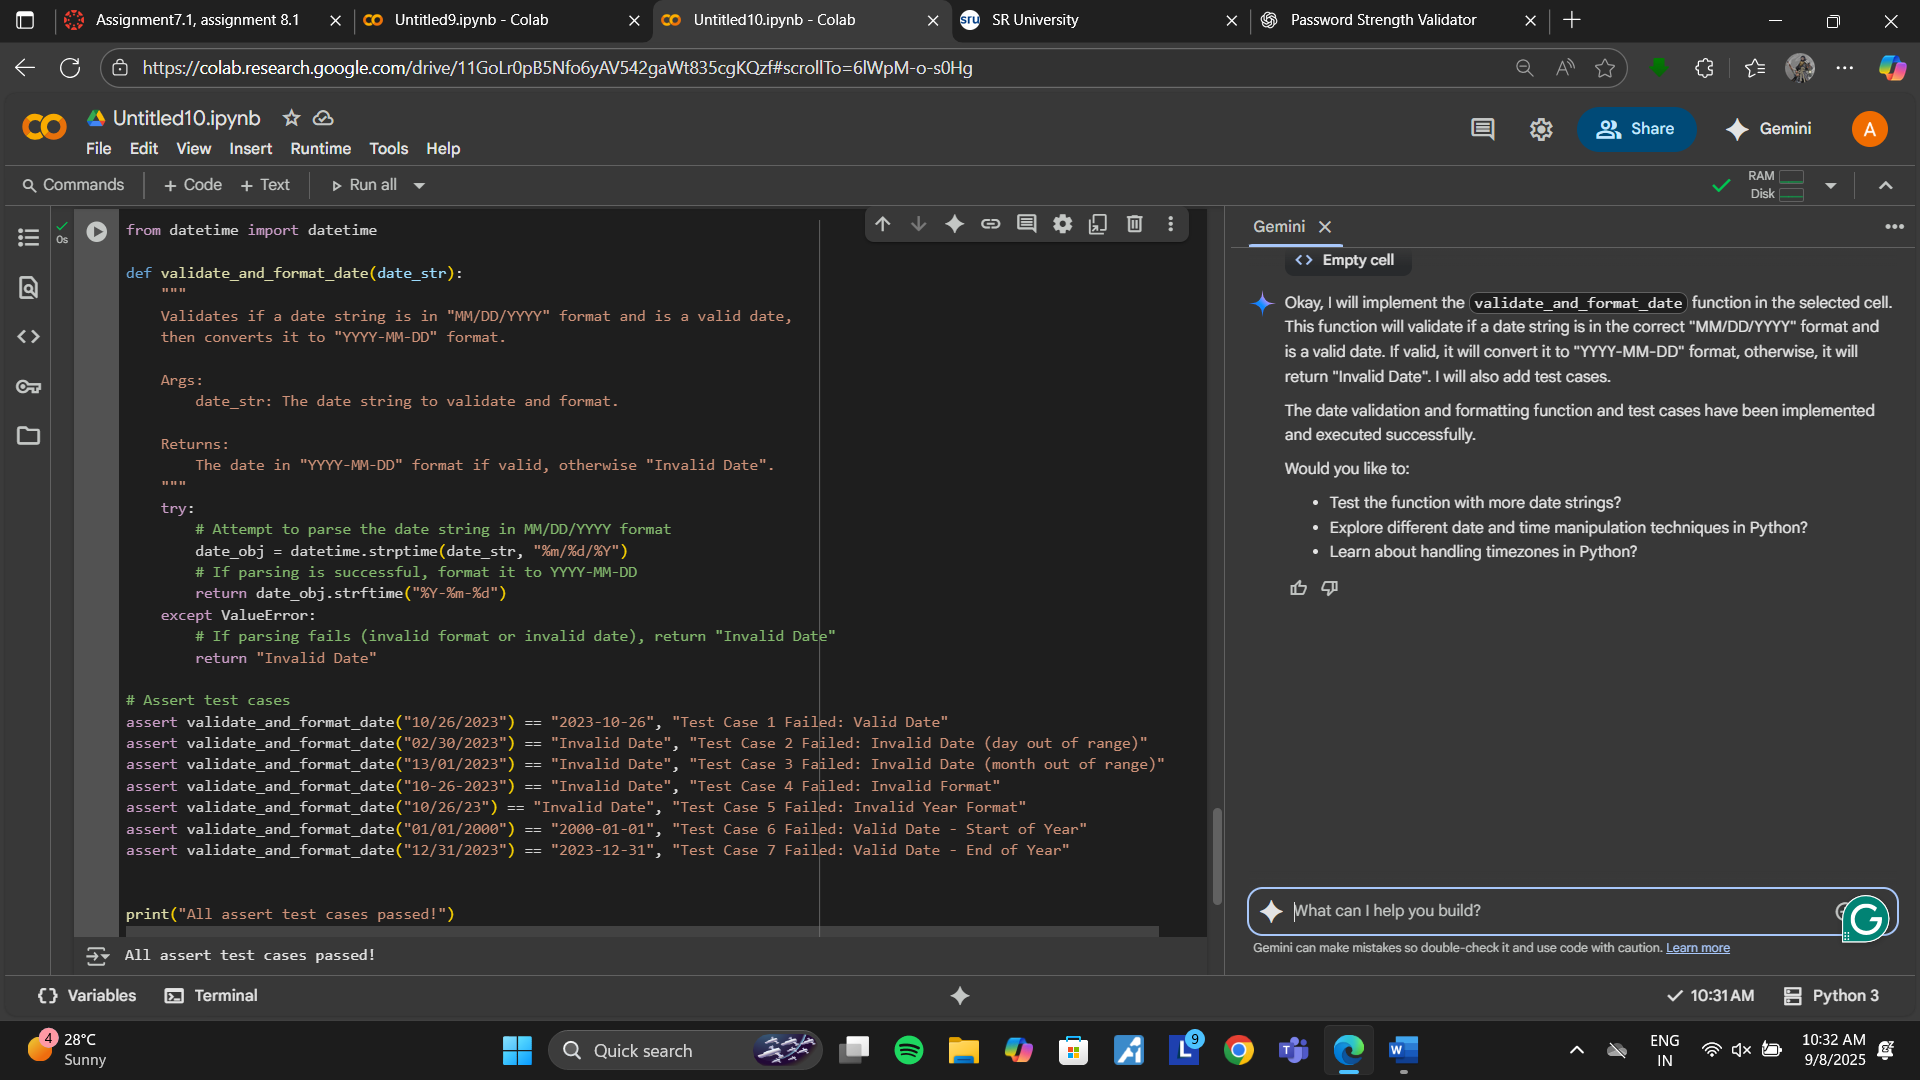 Assignment7.1, assignment 8.1
Untitled9.ipynb - Colab
Untitled10.ipynb - Colab
sru SR University
Password Strength Validator
https://colab.research.google.com/drive/11GoLr0pB5Nfo6yAV542gaWt835cgKQzf#scrollTo=6lWpM-o-s0Hg
Untitled10.ipynb
File Edit View Insert Runtime Tools Help
Share
Gemini
A
Commands + Code + Text Run all
RAM
Disk
0s
from datetime import datetime
def validate_and_format_date(date_str):
"""
Validates if a date string is in "MM/DD/YYYY" format and is a valid date,
then converts it to "YYYY-MM-DD" format.
Args:
date_str: The date string to validate and format.
Returns:
The date in "YYYY-MM-DD" format if valid, otherwise "Invalid Date".
"""
try:
# Attempt to parse the date string in MM/DD/YYYY format
date_obj = datetime.strptime(date_str, "%m/%d/%Y")
# If parsing is successful, format it to YYYY-MM-DD
return date_obj.strftime("%Y-%m-%d")
except ValueError:
# If parsing fails (invalid format or invalid date), return "Invalid Date"
return "Invalid Date"
# Assert test cases
assert validate_and_format_date("10/26/2023") == "2023-10-26", "Test Case 1 Failed: Valid Date"
assert validate_and_format_date("02/30/2023") == "Invalid Date", "Test Case 2 Failed: Invalid Date (day out of range)"
assert validate_and_format_date("13/01/2023") == "Invalid Date", "Test Case 3 Failed: Invalid Date (month out of range)"
assert validate_and_format_date("10-26-2023") == "Invalid Date", "Test Case 4 Failed: Invalid Format"
assert validate_and_format_date("10/26/23") == "Invalid Date", "Test Case 5 Failed: Invalid Year Format"
assert validate_and_format_date("01/01/2000") == "2000-01-01", "Test Case 6 Failed: Valid Date - Start of Year"
assert validate_and_format_date("12/31/2023") == "2023-12-31", "Test Case 7 Failed: Valid Date - End of Year"
print("All assert test cases passed!")
All assert test cases passed!
Gemini
Empty cell
Okay, I will implement the validate_and_format_date function in the selected cell.
This function will validate if a date string is in the correct "MM/DD/YYYY" format and
is a valid date. If valid, it will convert it to "YYYY-MM-DD" format, otherwise, it will
return "Invalid Date". I will also add test cases.
The date validation and formatting function and test cases have been implemented
and executed successfully.
Would you like to:
• Test the function with more date strings?
• Explore different date and time manipulation techniques in Python?
• Learn about handling timezones in Python?
What can I help you build?
G
Gemini can make mistakes so double-check it and use code with caution. Learn more
Variables
Terminal
10:31 AM
Python 3
4
28°C
Sunny
Quick search
9
ENG
IN
10:32 AM
9/8/2025